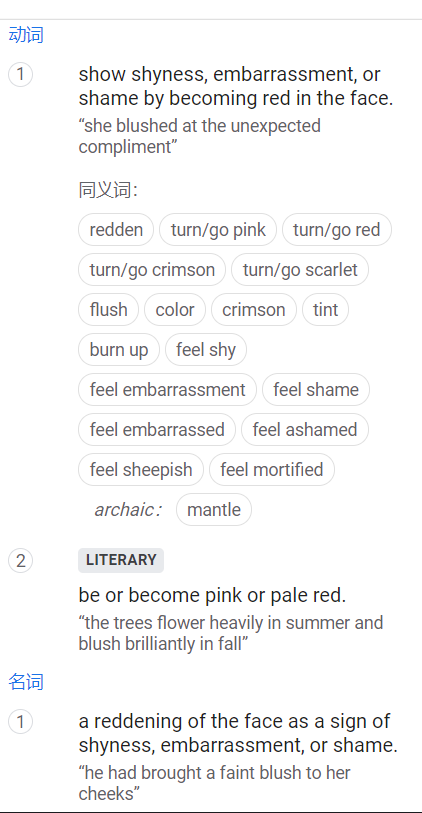 动词
1 show shyness, embarrassment, or
shame by becoming red in the face.
“she blushed at the unexpected
compliment”
同义词：
redden turn/go pink turn/go red
turn/go crimson turn/go scarlet
flush color crimson tint
burn up feel shy
feel embarrassment feel shame
feel embarrassed feel ashamed
feel sheepish feel mortified
archaic： mantle
2 LITERARY
be or become pink or pale red.
“the trees flower heavily in summer and
blush brilliantly in fall”
名词
1 a reddening of the face as a sign of
shyness, embarrassment, or shame.
“he had brought a faint blush to her
cheeks”